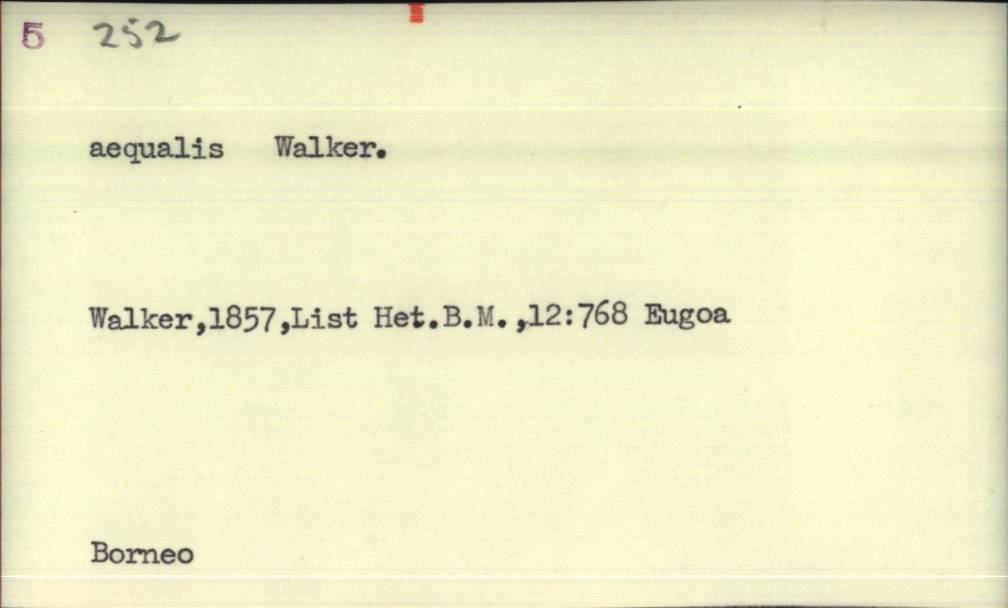 5 252
aequalis Walker.
Walker,1857,List Het.B.M.,12:768 Eugoa
Borneo